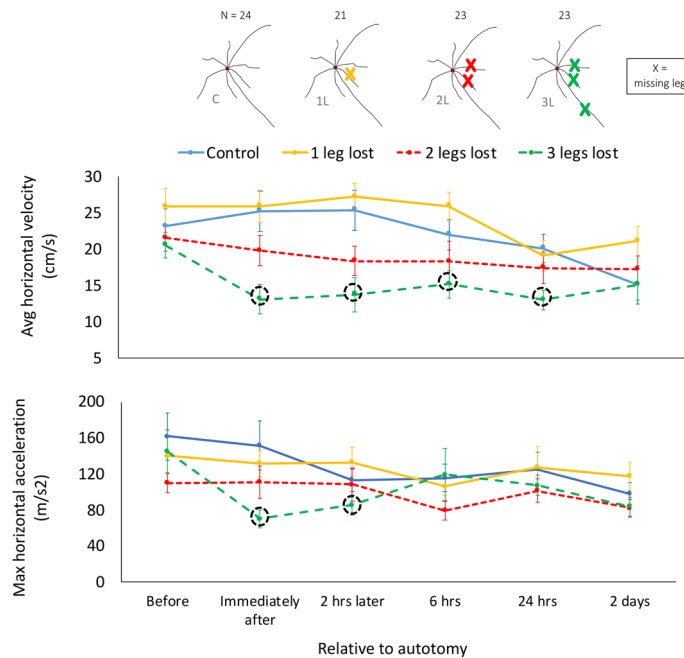 N = 24
21
23
23
C
1L
2L
3L
X =
missing leg
Control
1 leg lost
2 legs lost
3 legs lost
Avg horizontal velocity
(cm/s)
30
25
20
15
10
5
Max horizontal acceleration
(m/s2)
200
160
120
80
40
0
Before
Immediately
after
2 hrs later
6 hrs
24 hrs
2 days
Relative to autotomy